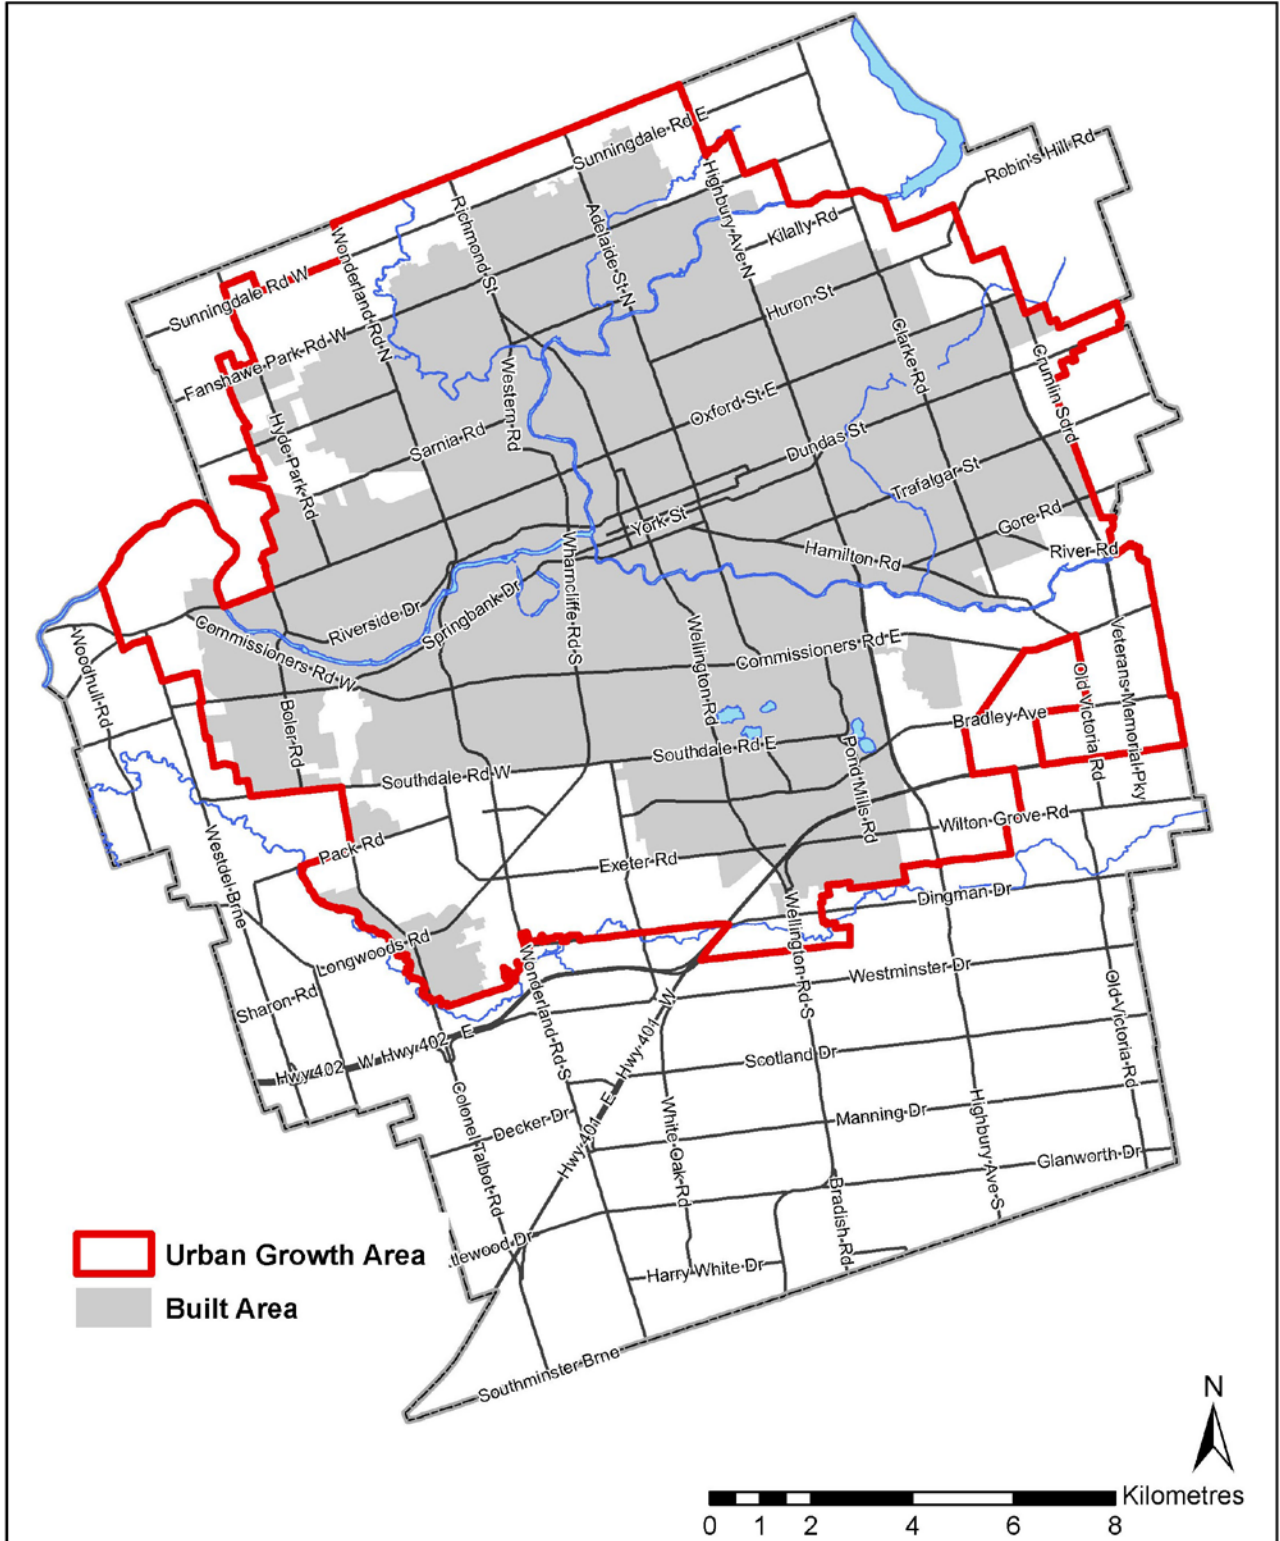 Sunningdale Rd E
Robin's Hill Rd
Highbury Ave N
Richmond St
Adelaide St N
Kilally Rd
Wonderland Rd N
Sunningdale Rd W
Huron St
Fanshawe Park Rd W
Clarke Rd
Crumlin Sdrd
Western Rd
Oxford St E
Hyde Park Rd
Sarnia Rd
Dundas St
Trafalgar St
York St
Gore Rd
Hamilton Rd
River Rd
Wharncliffe Rd S
Riverside Dr
Springbank Dr
Commissioners Rd W
Commissioners Rd E
Woodhull Rd
Wellington Rd
Veterans Memorial Pky
Old Victoria Rd
Boler Rd
Bradley Ave
Southdale Rd E
Pond Mills Rd
Southdale Rd W
Wilton Grove Rd
Pack Rd
Exeter Rd
Westdel Brne
Dingman Dr
Longwoods Rd
Wellington Rd S
Wonderland Rd S
Westminster Dr
Sharon Rd
Old Victoria Rd
Hwy 402 W
Hwy 402 E
Hwy 401 W
Scotland Dr
Colonel Talbot Rd
Decker Dr
Hwy 401 E
White Oak Rd
Manning Dr
Highbury Ave S
Glanworth Dr
Bradish Rd
tlewood Dr
Harry White Dr
Southminster Brne
Urban Growth Area
Built Area
N
Kilometres
0 1 2 4 6 8